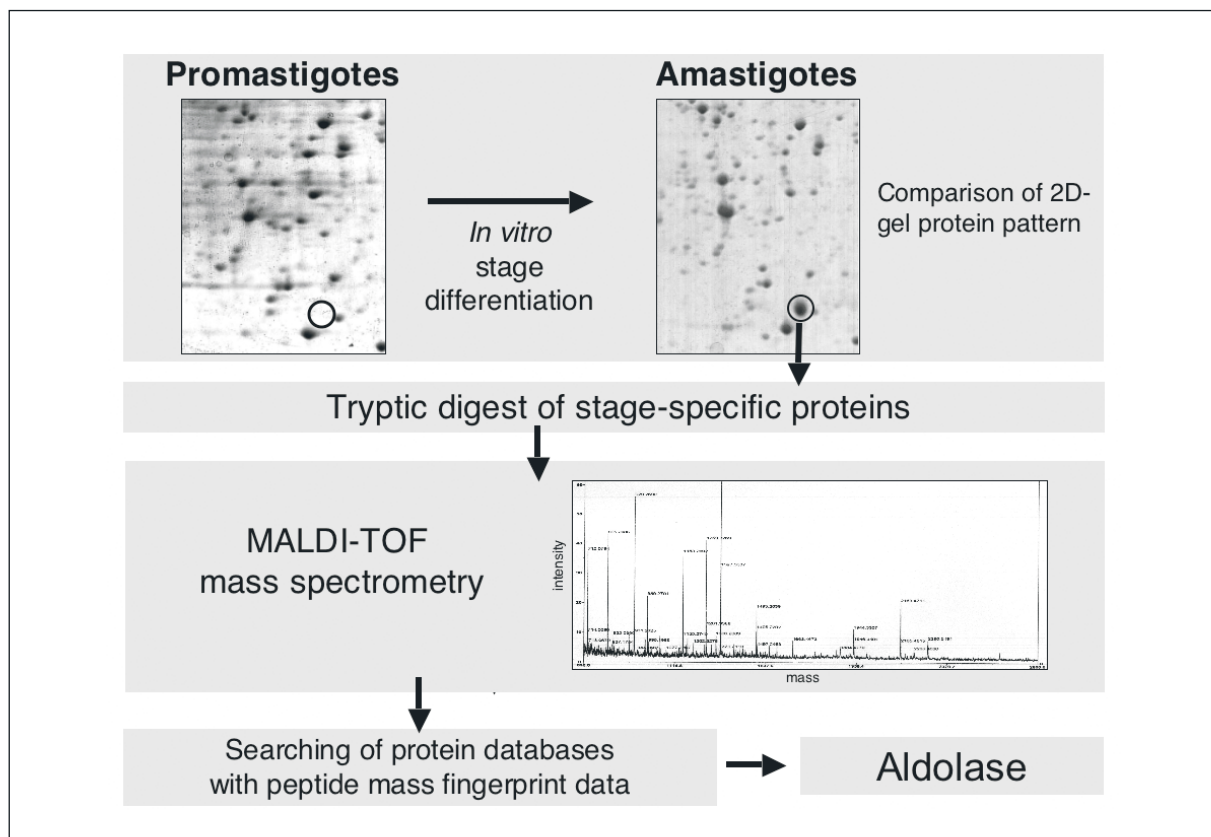 Promastigotes
Amastigotes
In vitro
stage
differentiation
Comparison of 2D-
gel protein pattern
Tryptic digest of stage-specific proteins
MALDI-TOF
mass spectrometry
intensity
mass
Searching of protein databases
with peptide mass fingerprint data
Aldolase